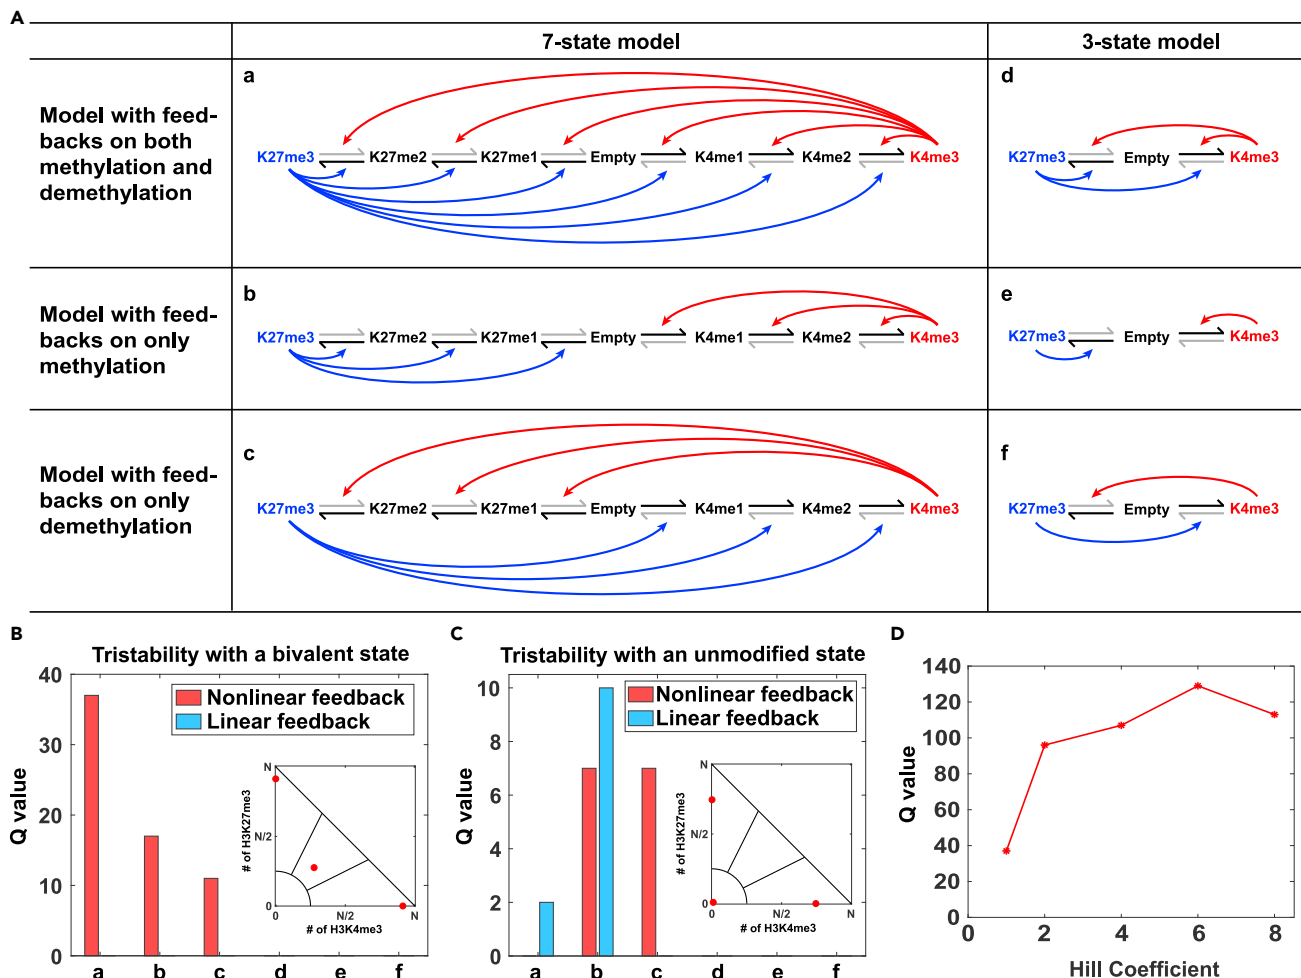 A
7-state model
3-state model
Model with feed-
backs on both
methylation and
demethylation
a
K27me3
K27me2
K27me1
Empty
K4me1
K4me2
K4me3
d
K27me3
Empty
K4me3
Model with feed-
backs on only
methylation
b
K27me3
K27me2
K27me1
Empty
K4me1
K4me2
K4me3
e
K27me3
Empty
K4me3
Model with feed-
backs on only
demethylation
c
K27me3
K27me2
K27me1
Empty
K4me1
K4me2
K4me3
f
K27me3
Empty
K4me3
B
Tristability with a bivalent state
Nonlinear feedback
Linear feedback
Q value
40
30
20
10
0
a b c d e f
# of H3K27me3
N
N/2
0
0 N/2 N
# of H3K4me3
C
Tristability with an unmodified state
Nonlinear feedback
Linear feedback
Q value
10
8
6
4
2
0
a b c d e f
# of H3K27me3
N
N/2
0
0 N/2 N
# of H3K4me3
D
Q value
140
120
100
80
60
40
20
0
0 2 4 6 8
Hill Coefficient